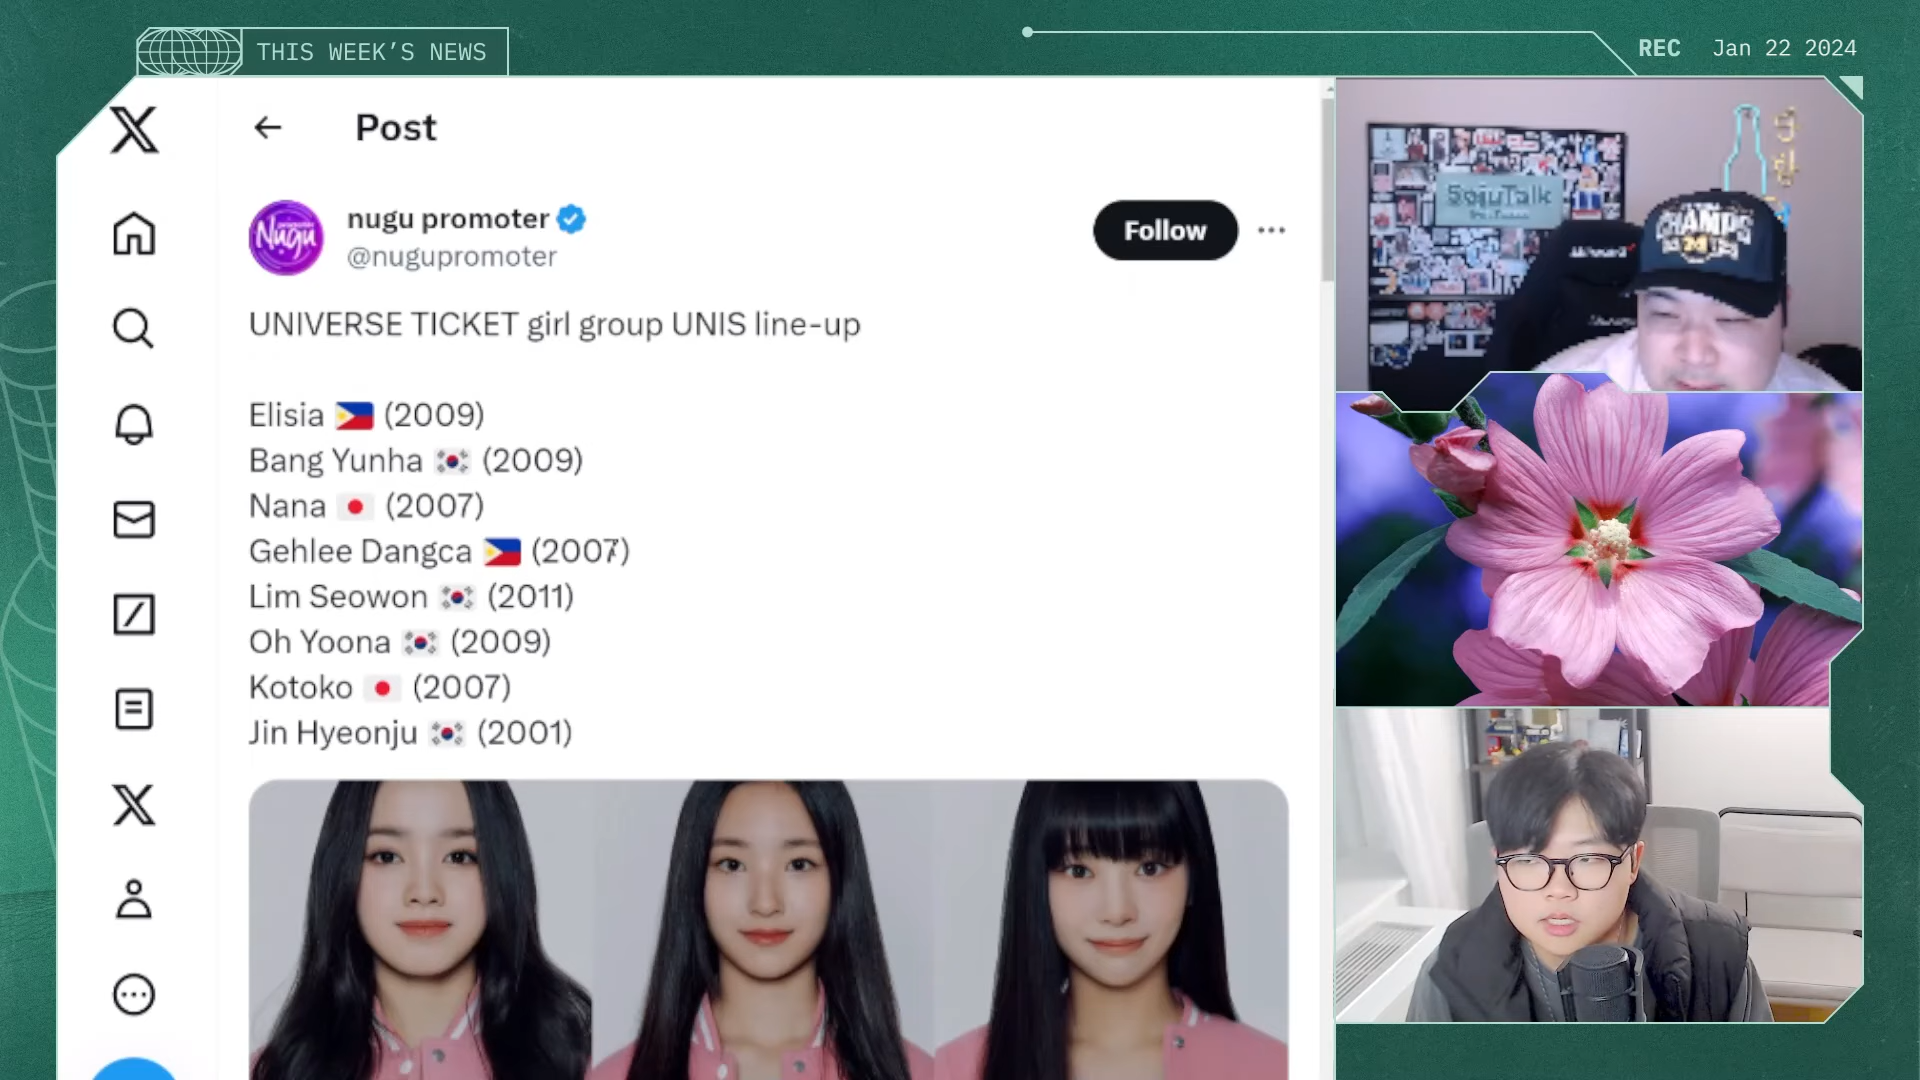 THIS WEEK’S NEWS
REC Jan 22 2024
Post
nugu promoter
@nugupromoter
Follow
Nugu
UNIVERSE TICKET girl group UNIS line-up
Elisia 🇵🇭 (2009)
Bang Yunha 🇰🇷 (2009)
Nana 🇯🇵 (2007)
Gehlee Dangca 🇵🇭 (2007)
Lim Seowon 🇰🇷 (2011)
Oh Yoona 🇰🇷 (2009)
Kotoko 🇯🇵 (2007)
Jin Hyeonju 🇰🇷 (2001)
SojuTalk
CHAMPS